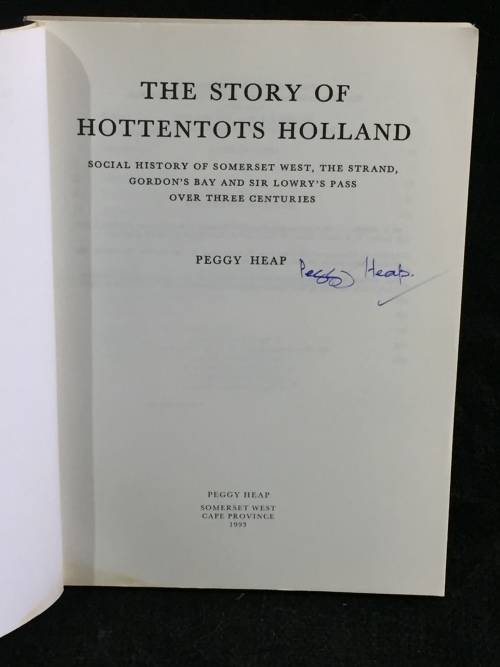 THE STORY OF
HOTTENTOTS HOLLAND
SOCIAL HISTORY OF SOMERSET WEST, THE STRAND,
GORDON'S BAY AND SIR LOWRY'S PASS
OVER THREE CENTURIES
PEGGY HEAP Peggy Heap.
PEGGY HEAP
SOMERSET WEST
CAPE PROVINCE
1993